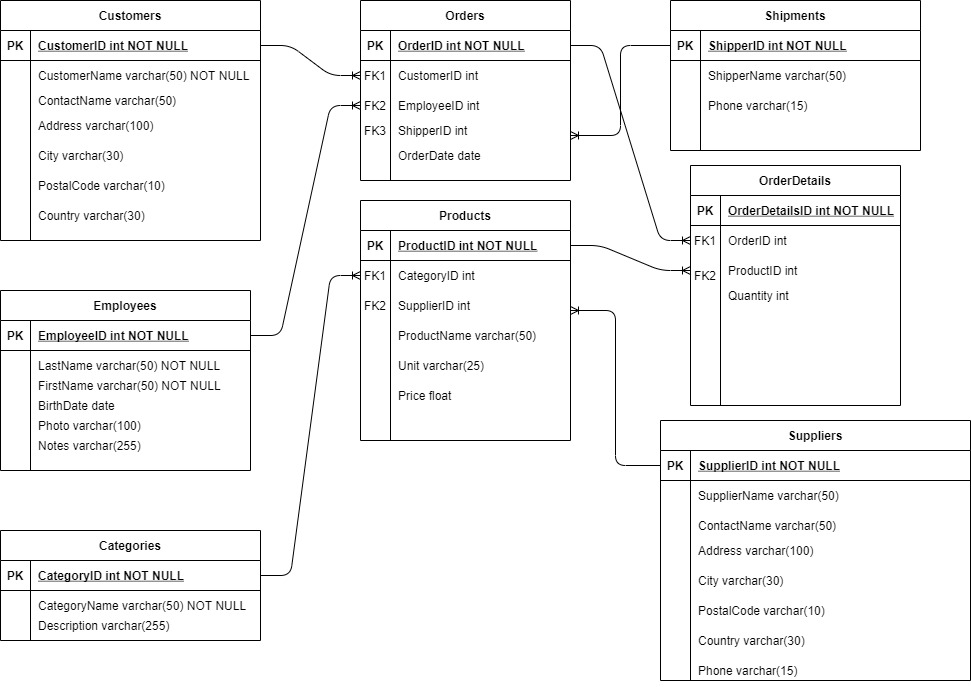 Customers
PK CustomerID int NOT NULL
CustomerName varchar(50) NOT NULL
ContactName varchar(50)
Address varchar(100)
City varchar(30)
PostalCode varchar(10)
Country varchar(30)
Orders
PK OrderID int NOT NULL
FK1 CustomerID int
FK2 EmployeeID int
FK3 ShipperID int
OrderDate date
Shipments
PK ShipperID int NOT NULL
ShipperName varchar(50)
Phone varchar(15)
OrderDetails
PK OrderDetailsID int NOT NULL
FK1 OrderID int
FK2 ProductID int
Quantity int
Products
PK ProductID int NOT NULL
FK1 CategoryID int
FK2 SupplierID int
ProductName varchar(50)
Unit varchar(25)
Price float
Employees
PK EmployeeID int NOT NULL
LastName varchar(50) NOT NULL
FirstName varchar(50) NOT NULL
BirthDate date
Photo varchar(100)
Notes varchar(255)
Suppliers
PK SupplierID int NOT NULL
SupplierName varchar(50)
ContactName varchar(50)
Address varchar(100)
City varchar(30)
PostalCode varchar(10)
Country varchar(30)
Phone varchar(15)
Categories
PK CategoryID int NOT NULL
CategoryName varchar(50) NOT NULL
Description varchar(255)